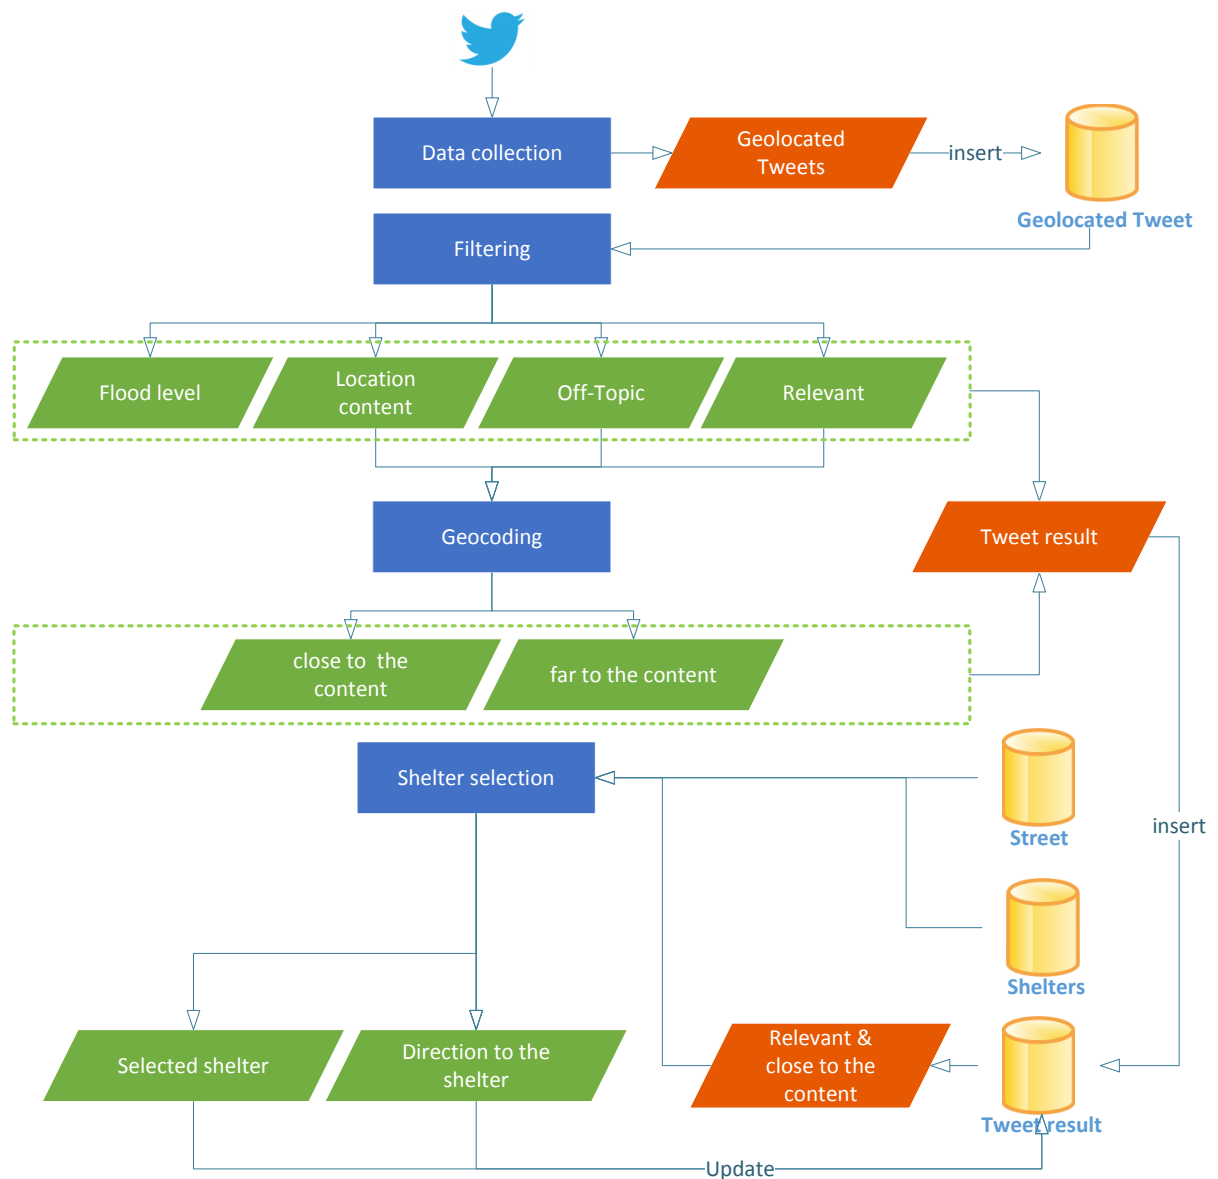 Data collection
Geolocated
Tweets
insert
Geolocated Tweet
Filtering
Flood level
Location
content
Off-Topic
Relevant
Geocoding
Tweet result
close to  the
content
far to the content
Shelter selection
Street
insert
Shelters
Selected shelter
Direction to the
shelter
Relevant &
close to the
content
Tweet result
Update